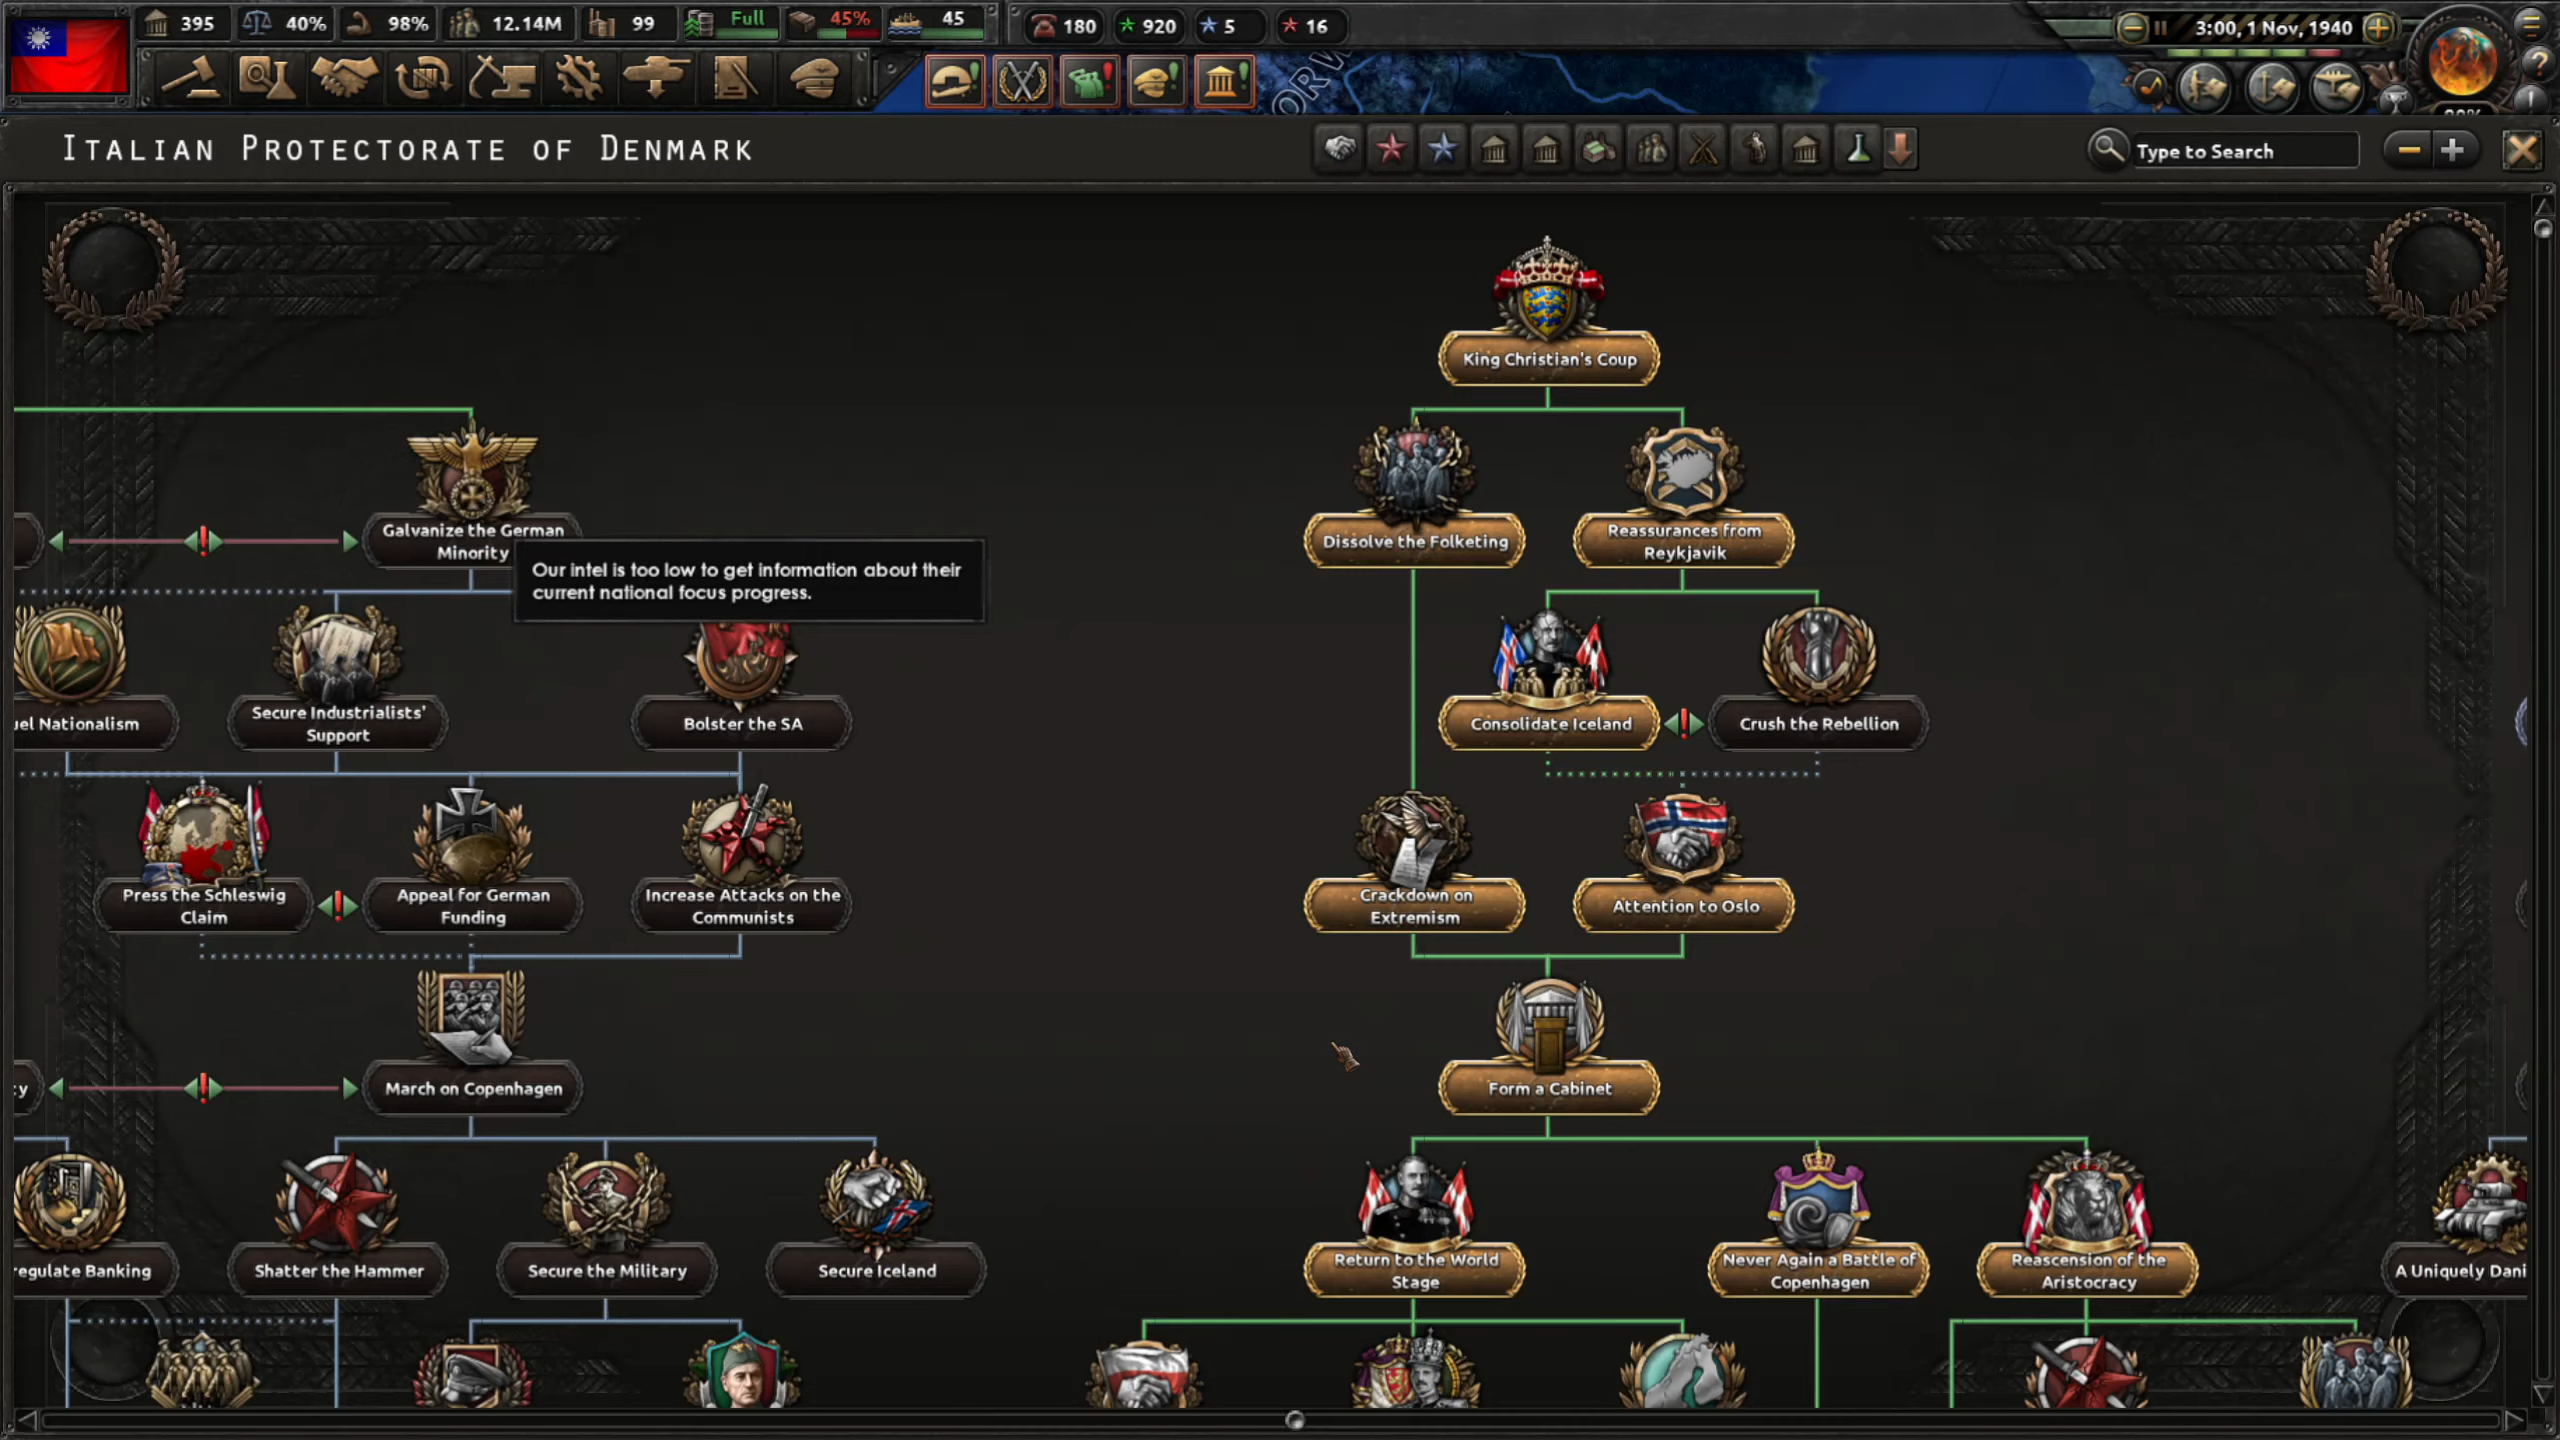 395
40%
98%
12.14M
99
Full
45%
45
180
920
5
16
3:00, 1 Nov, 1940
ORW
Italian Protectorate of Denmark
Type to Search
King Christian's Coup
Galvanize the German
Minority
Dissolve the Folketing
Reassurances from
Reykjavik
Our intel is too low to get information about their
current national focus progress.
uel Nationalism
Secure Industrialists'
Support
Bolster the SA
Consolidate Iceland
Crush the Rebellion
Press the Schleswig
Claim
Appeal for German
Funding
Increase Attacks on the
Communists
Crackdown on
Extremism
Attention to Oslo
cy
March on Copenhagen
Form a Cabinet
regulate Banking
Shatter the Hammer
Secure the Military
Secure Iceland
Return to the World
Stage
Never Again a Battle of
Copenhagen
Reascension of the
Aristocracy
A Uniquely Dani